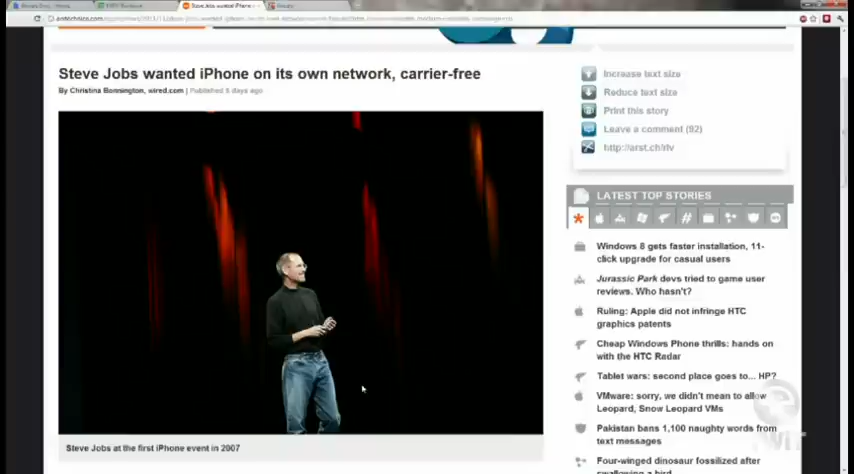 Steve Jobs wanted iPhone on its own network, carrier-free
By Christina Bonnington, wired.com | Published 5 days ago
Steve Jobs at the first iPhone event in 2007
Increase text size
Reduce text size
Print this story
Leave a comment (92)
http://arst.ch/rlv
LATEST TOP STORIES
Windows 8 gets faster installation, 11-
click upgrade for casual users
Jurassic Park devs tried to game user
reviews. Who hasn't?
Ruling: Apple did not infringe HTC
graphics patents
Cheap Windows Phone thrills: hands on
with the HTC Radar
Tablet wars: second place goes to... HP?
VMware: sorry, we didn't mean to allow
Leopard, Snow Leopard VMs
Pakistan bans 1,100 naughty words from
text messages
Four-winged dinosaur fossilized after
swallowing a bird